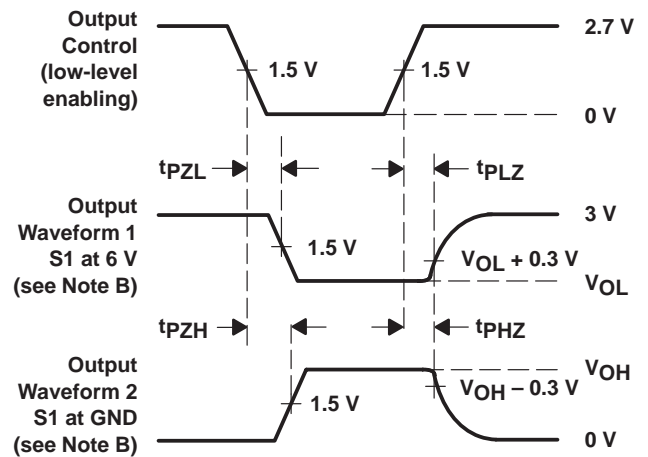 Output
Control
(low-level
enabling)
2.7 V
1.5 V
1.5 V
0 V
tPZL
tPLZ
Output
Waveform 1
S1 at 6 V
(see Note B)
3 V
1.5 V
VOL + 0.3 V
VOL
tPZH
tPHZ
Output
Waveform 2
S1 at GND
(see Note B)
VOH
VOH – 0.3 V
1.5 V
0 V